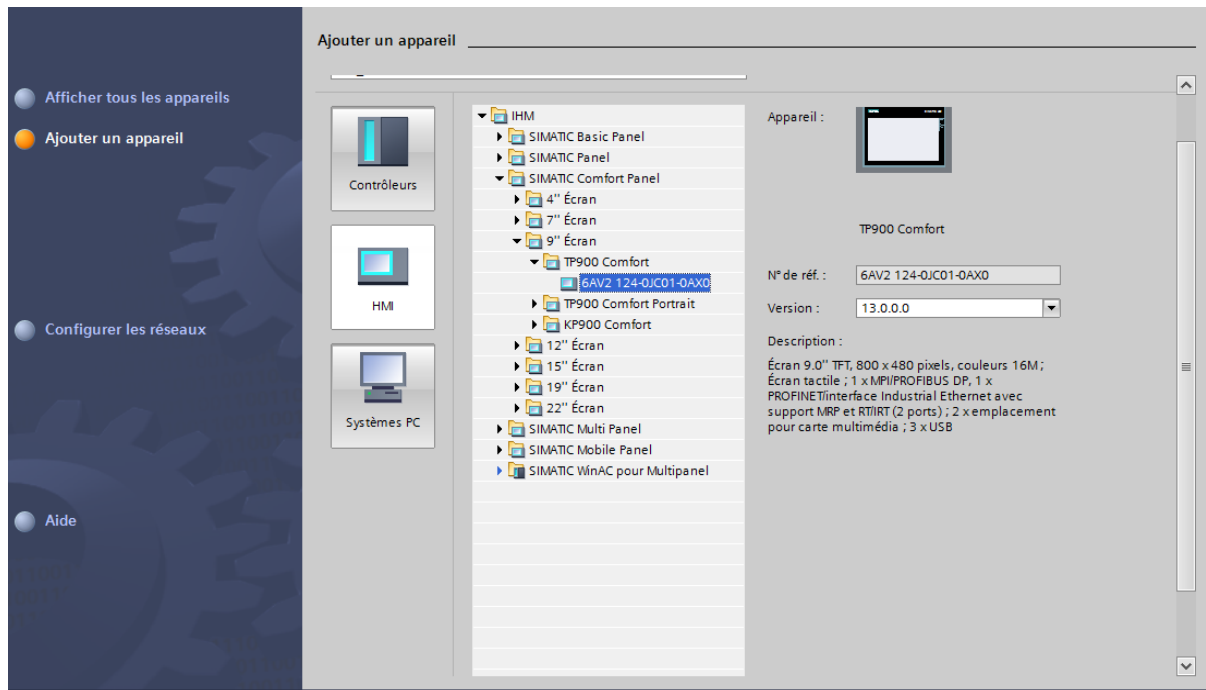 Ajouter un appareil
Afficher tous les appareils
Ajouter un appareil
Configurer les réseaux
Aide
Contrôleurs
HMI
Systèmes PC
IHM
SIMATIC Basic Panel
SIMATIC Panel
SIMATIC Comfort Panel
4'' Écran
7'' Écran
9'' Écran
TP900 Comfort
6AV2 124-0JC01-0AX0
TP900 Comfort Portrait
KP900 Comfort
12'' Écran
15'' Écran
19'' Écran
22'' Écran
SIMATIC Multi Panel
SIMATIC Mobile Panel
SIMATIC WinAC pour Multipanel
Appareil :
TP900 Comfort
N° de réf. :
6AV2 124-0JC01-0AX0
Version :
13.0.0.0
Description :
Écran 9.0'' TFT, 800 x 480 pixels, couleurs 16M ;
Écran tactile ; 1 x MPI/PROFIBUS DP, 1 x
PROFINET/interface Industrial Ethernet avec
support MRP et RT/IRT (2 ports) ; 2 x emplacement
pour carte multimédia ; 3 x USB